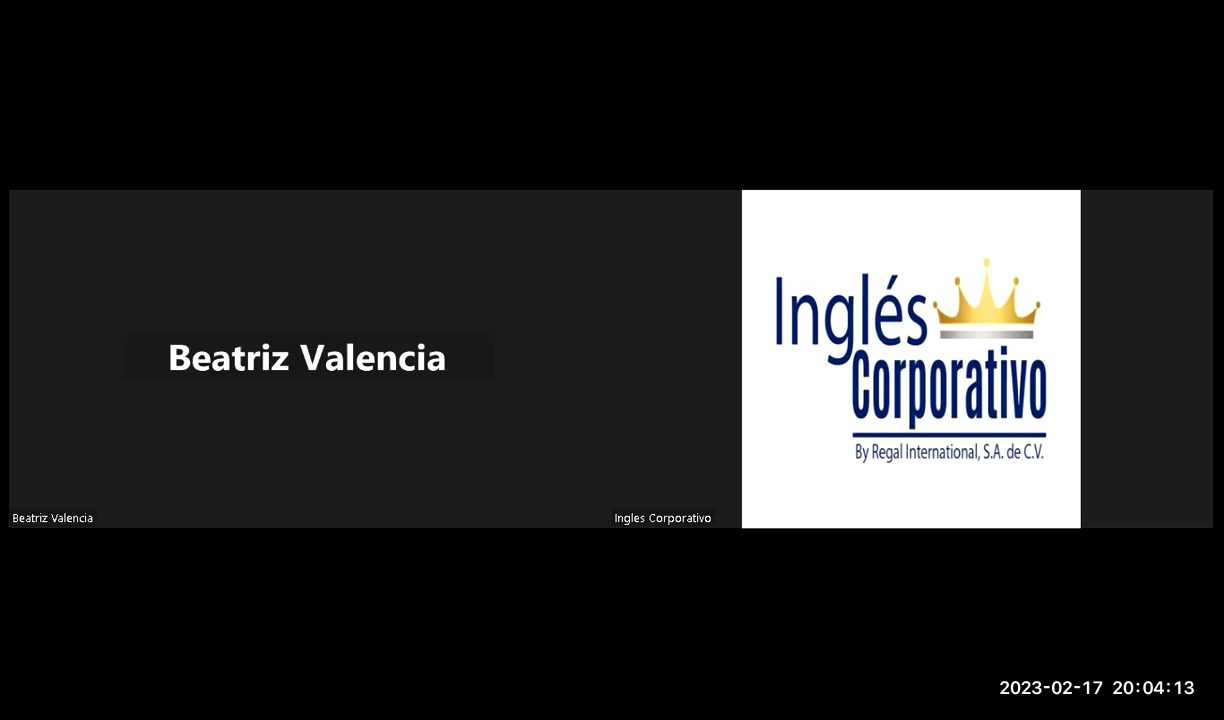 Beatriz Valencia
Inglés
Corporativo
By Regal International, S.A. de C.V.
Beatriz Valencia
Ingles Corporativo
2023-02-17 20:04:13